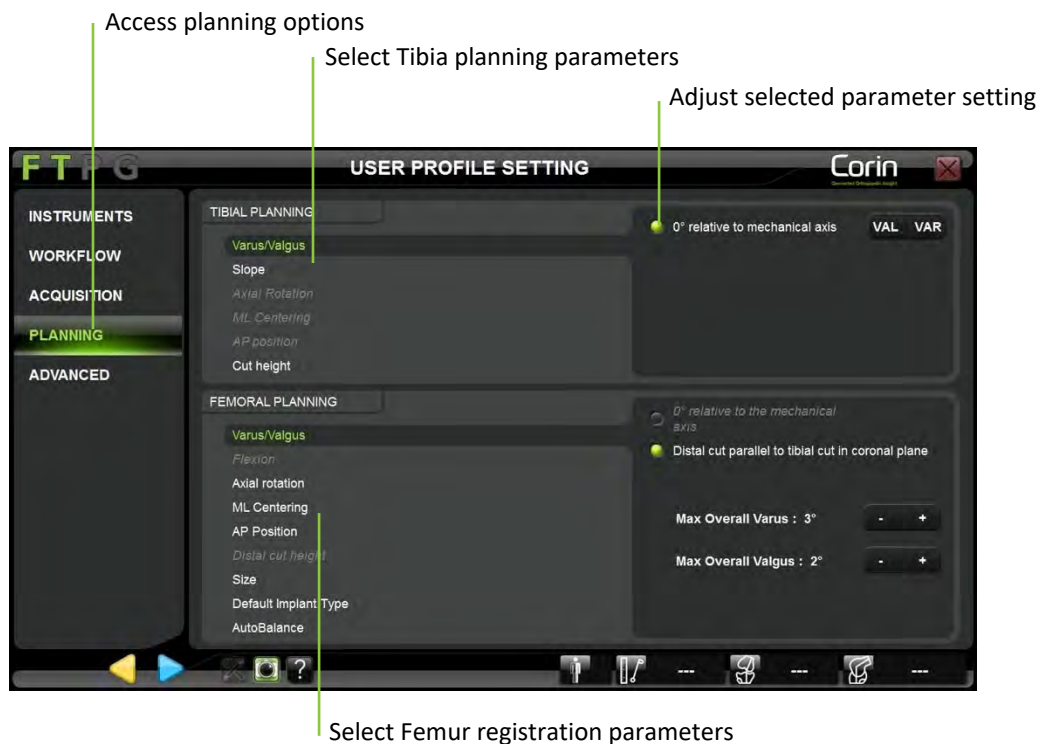 Access planning options
Select Tibia planning parameters
Adjust selected parameter setting
F T P G
USER PROFILE SETTING
Corin
INSTRUMENTS
WORKFLOW
ACQUISITION
PLANNING
ADVANCED
TIBIAL PLANNING
Varus/Valgus
Slope
Axial Rotation
ML Centering
AP position
Cut height
0° relative to mechanical axis VAL VAR
FEMORAL PLANNING
Varus/Valgus
Flexion
Axial rotation
ML Centering
AP Position
Distal cut height
Size
Default Implant Type
AutoBalance
0° relative to the mechanical
axis
Distal cut parallel to tibial cut in coronal plane
Max Overall Varus : 3° - +
Max Overall Valgus : 2° - +
? --- --- ---
Select Femur registration parameters